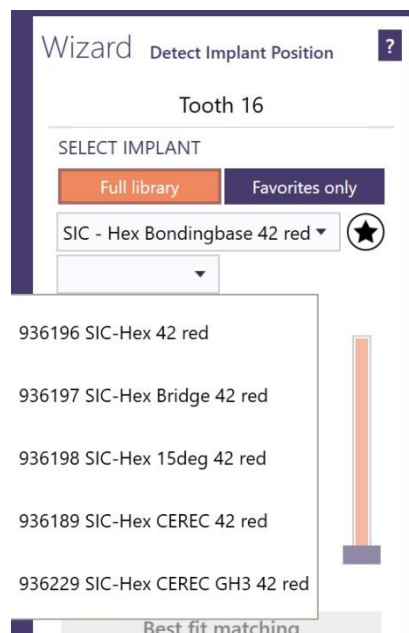 Wizard Detect Implant Position ?
Tooth 16
SELECT IMPLANT
Full library Favorites only
SIC - Hex Bondingbase 42 red
936196 SIC-Hex 42 red
936197 SIC-Hex Bridge 42 red
936198 SIC-Hex 15deg 42 red
936189 SIC-Hex CEREC 42 red
936229 SIC-Hex CEREC GH3 42 red
Best fit matching